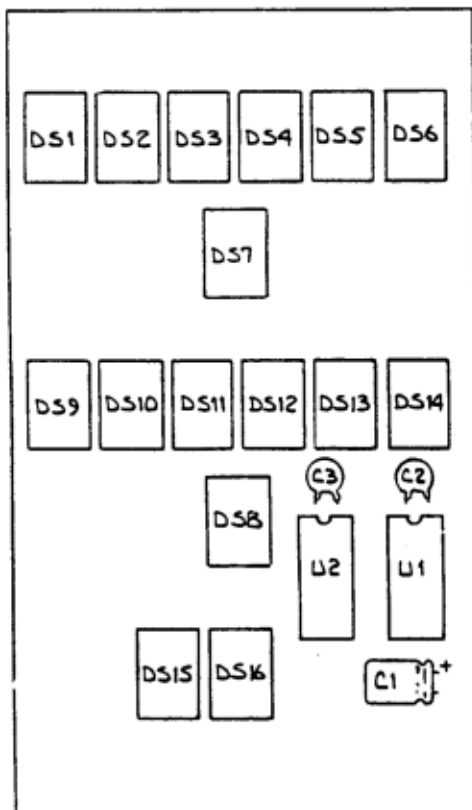 DS1 DS2 DS3 DS4 DS5 DS6
DS7
DS9 DS10 DS11 DS12 DS13 DS14
C3 C2
DS8 U2 U1
DS15 DS16 C1 +
-